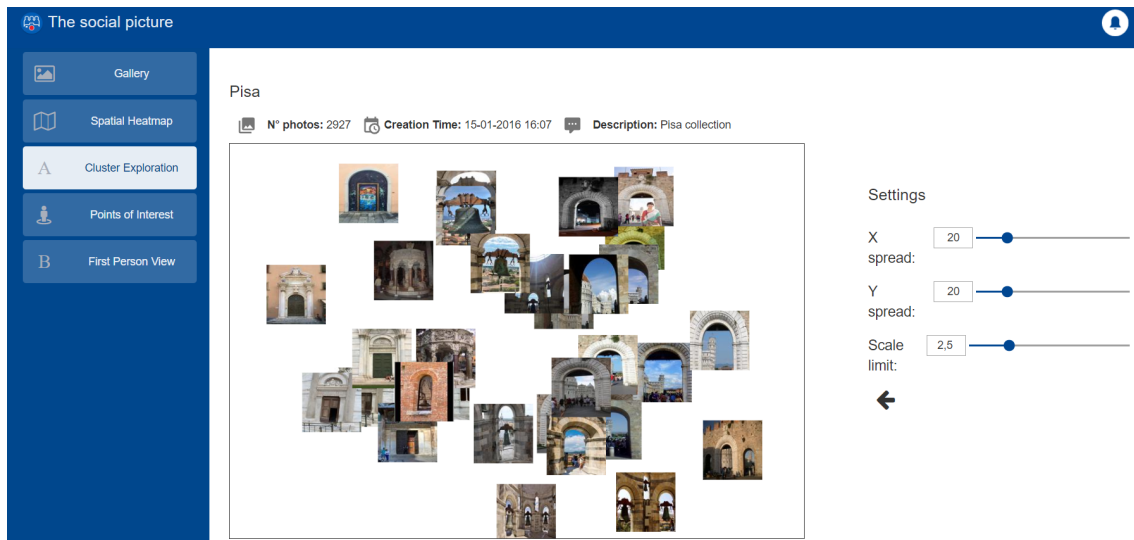 The social picture
Gallery
Spatial Heatmap
A Cluster Exploration
Points of Interest
B First Person View
Pisa
N° photos: 2927 Creation Time: 15-01-2016 16:07 Description: Pisa collection
Settings
X spread: 20
Y spread: 20
Scale limit: 2,5